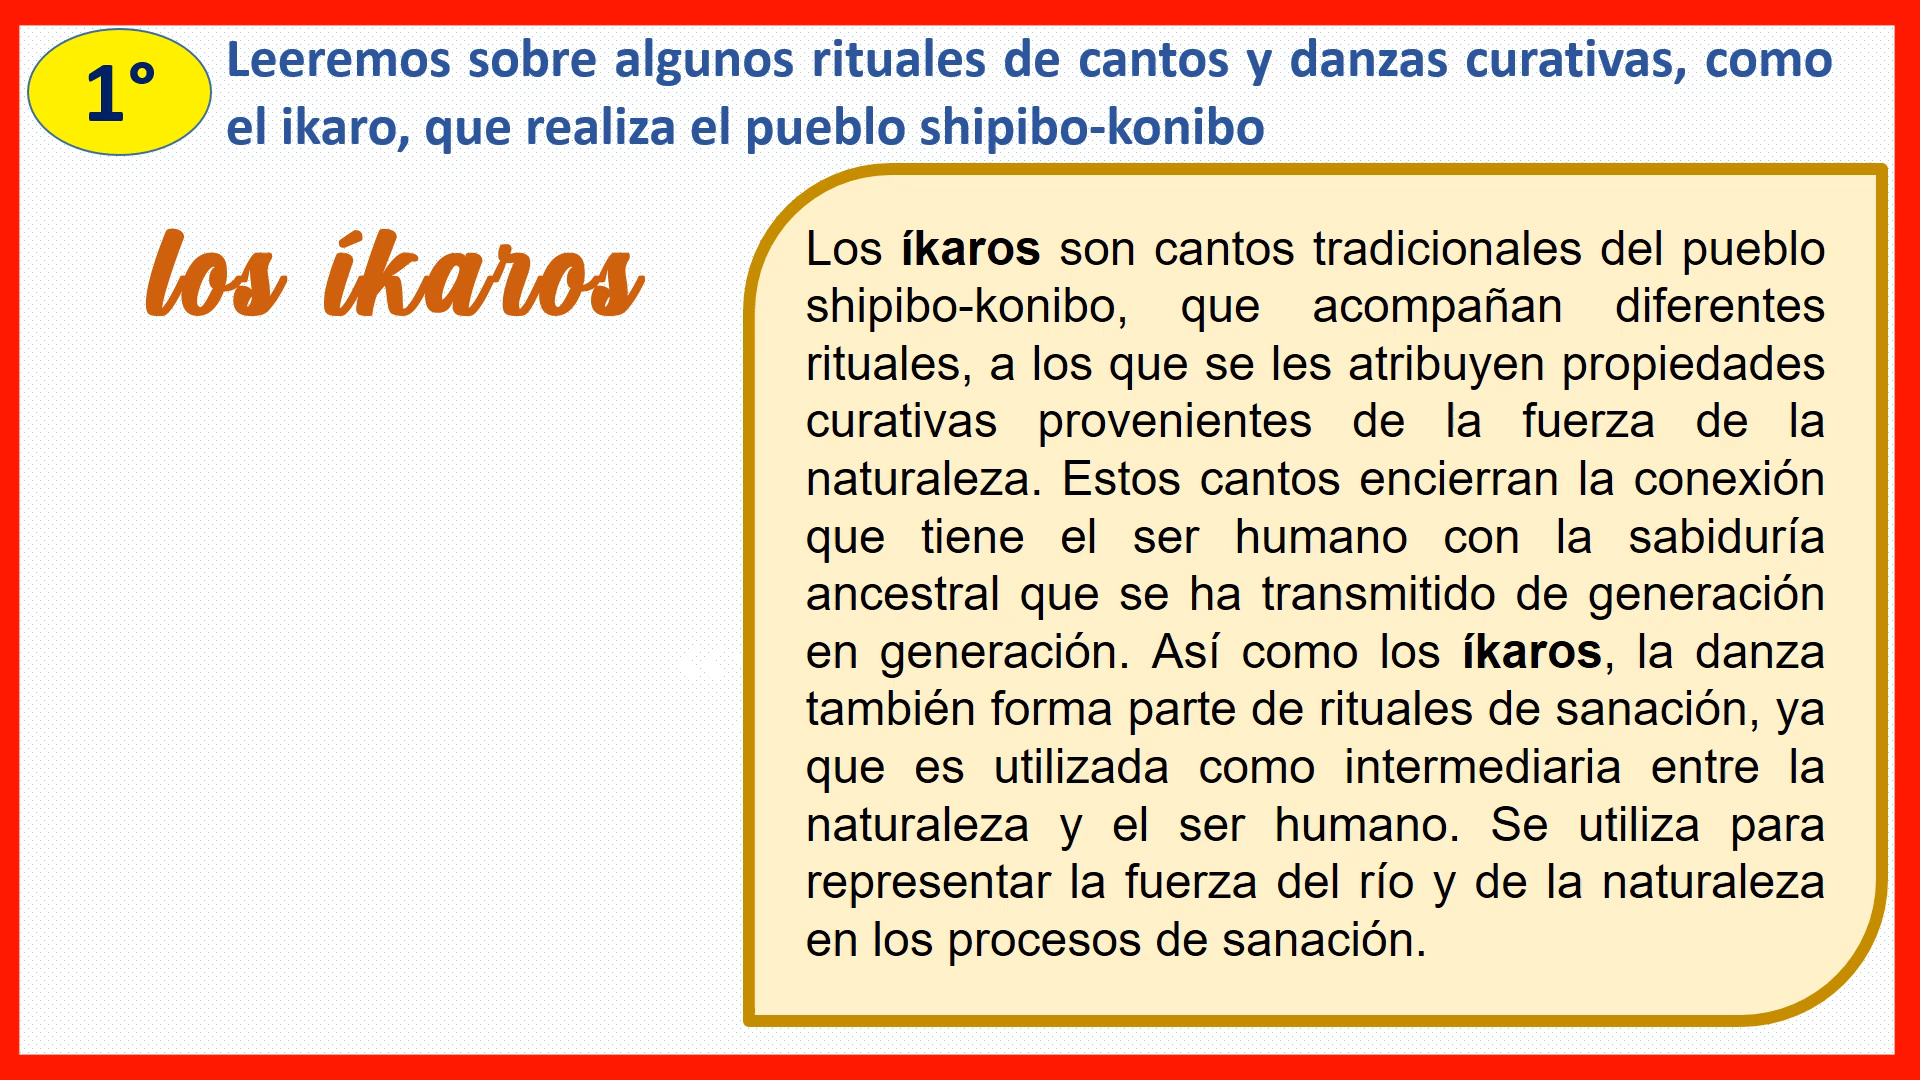 1°
Leeremos sobre algunos rituales de cantos y danzas curativas, como
el ikaro, que realiza el pueblo shipibo-konibo
los íkaros
Los íkaros son cantos tradicionales del pueblo
shipibo-konibo, que acompañan diferentes
rituales, a los que se les atribuyen propiedades
curativas provenientes de la fuerza de la
naturaleza. Estos cantos encierran la conexión
que tiene el ser humano con la sabiduría
ancestral que se ha transmitido de generación
en generación. Así como los íkaros, la danza
también forma parte de rituales de sanación, ya
que es utilizada como intermediaria entre la
naturaleza y el ser humano. Se utiliza para
representar la fuerza del río y de la naturaleza
en los procesos de sanación.